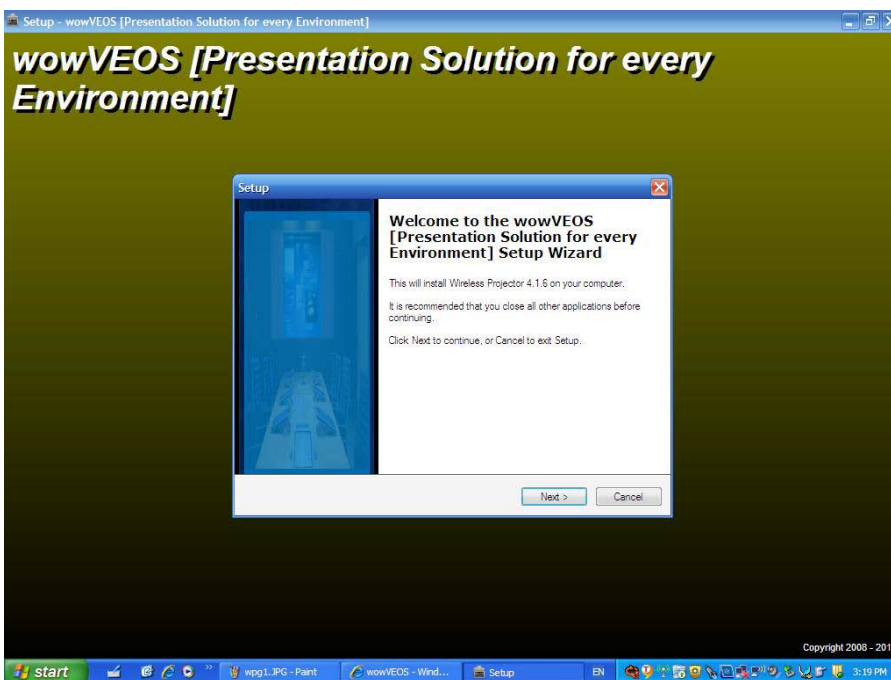 Setup - wowVEOS [Presentation Solution for every Environment]
wowVEOS [Presentation Solution for every
Environment]
Setup
Welcome to the wowVEOS
[Presentation Solution for every
Environment] Setup Wizard
This will install Wireless Projector 4.1.6 on your computer.
It is recommended that you close all other applications before
continuing.
Click Next to continue, or Cancel to exit Setup.
Next >
Cancel
Copyright 2008 - 201
start
wpg1.JPG - Paint
wowVEOS - Wind...
Setup
EN
3:19 PM